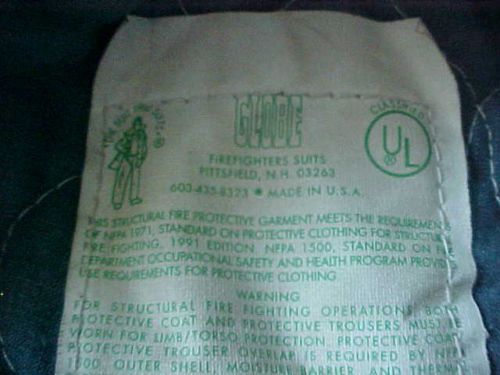 GLOBE
CLASSIFIED
UL
®
FIREFIGHTERS SUITS
PITTSFIELD, N.H. 03263
603-435-8323 ● MADE IN U.S.A.
THIS STRUCTURAL FIRE PROTECTIVE GARMENT MEETS THE REQUIREMENTS
OF NFPA 1971, STANDARD ON PROTECTIVE CLOTHING FOR STRUCTURAL
FIRE FIGHTING, 1991 EDITION. NFPA 1500, STANDARD ON
DEPARTMENT OCCUPATIONAL SAFETY AND HEALTH PROGRAM PROVID
USE REQUIREMENTS FOR PROTECTIVE CLOTHING.
WARNING
FOR STRUCTURAL FIRE FIGHTING OPERATIONS, BOTH
PROTECTIVE COAT AND PROTECTIVE TROUSERS MUST BE
WORN FOR LIMB/TORSO PROTECTION. PROTECTIVE COAT
PROTECTIVE TROUSER OVERLAP IS REQUIRED BY NFPA
1500. OUTER SHELL, MOISTURE BARRIER, AND THERM